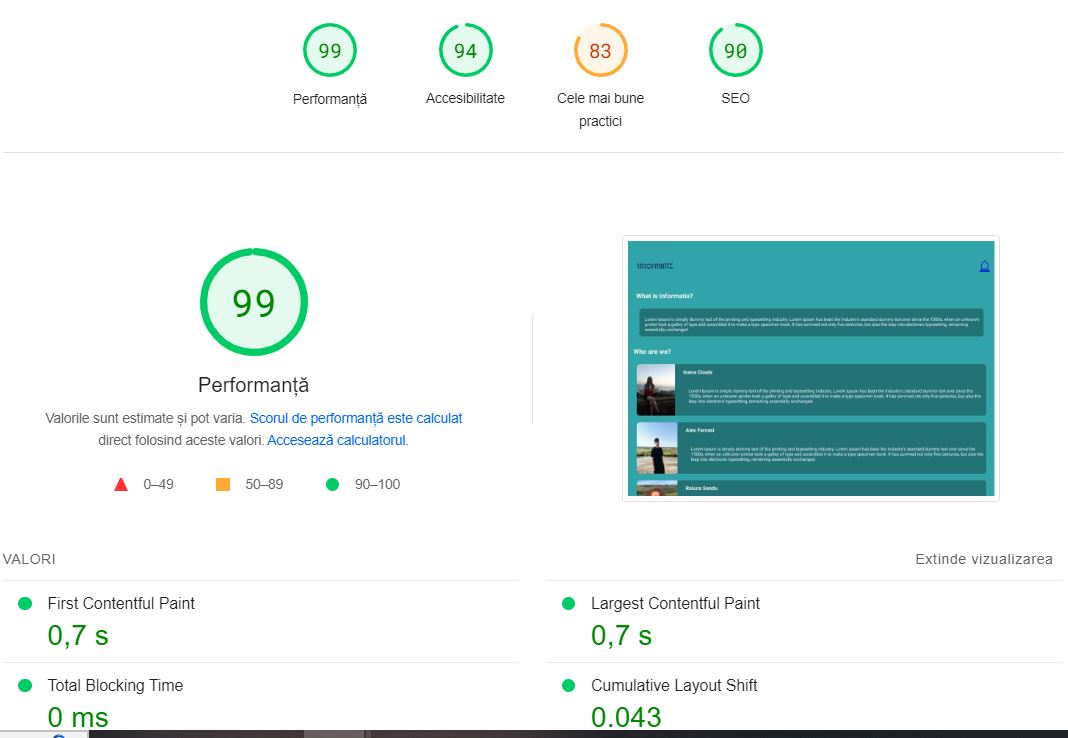 99
94
83
90
Performanță
Accesibilitate
Cele mai bune
practici
SEO
99
Performanță
Valorile sunt estimate și pot varia. Scorul de performanță este calculat
direct folosind aceste valori. Accesează calculatorul.
0–49
50–89
90–100
What is Informatix?
Lorem Ipsum is simply dummy text of the printing and typesetting industry. Lorem Ipsum has been the industry's standard dummy text ever since the 1500s, when an unknown
printer took a galley of type and scrambled it to make a type specimen book. It has survived not only five centuries, but also the leap into electronic typesetting, remaining
essentially unchanged.
Who are we?
Ioana Cioate
Lorem Ipsum is simply dummy text of the printing and typesetting industry. Lorem Ipsum has been the industry's standard dummy text ever since the
1500s, when an unknown printer took a galley of type and scrambled it to make a type specimen book. It has survived not only five centuries, but also the
leap into electronic typesetting, remaining essentially unchanged.
Alex Farcasi
Lorem Ipsum is simply dummy text of the printing and typesetting industry. Lorem Ipsum has been the industry's standard dummy text ever since the
1500s, when an unknown printer took a galley of type and scrambled it to make a type specimen book. It has survived not only five centuries, but also the
leap into electronic typesetting, remaining essentially unchanged.
Raluca Sandu
VALORI
Extinde vizualizarea
First Contentful Paint
0,7 s
Largest Contentful Paint
0,7 s
Total Blocking Time
0 ms
Cumulative Layout Shift
0.043